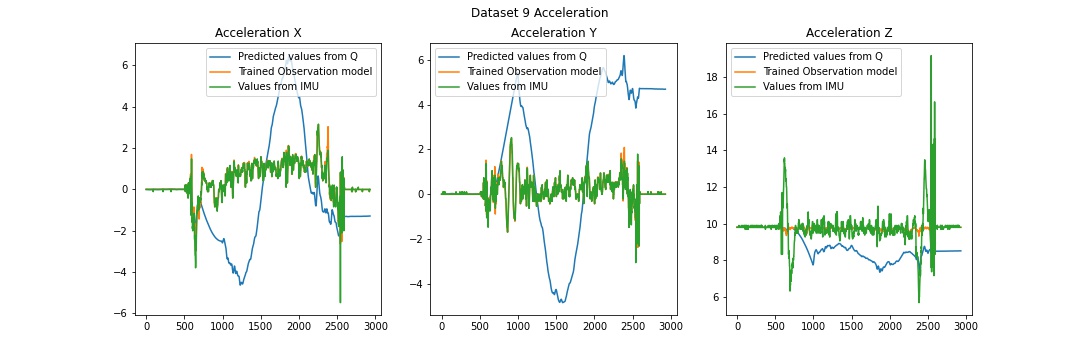 Dataset 9 Acceleration
Acceleration X
Predicted values from Q
Trained Observation model
Values from IMU
6
4
2
0
−2
−4
−6
0 500 1000 1500 2000 2500 3000
Acceleration Y
Predicted values from Q
Trained Observation model
Values from IMU
6
4
2
0
−2
−4
0 500 1000 1500 2000 2500 3000
Acceleration Z
Predicted values from Q
Trained Observation model
Values from IMU
18
16
14
12
10
8
6
0 500 1000 1500 2000 2500 3000